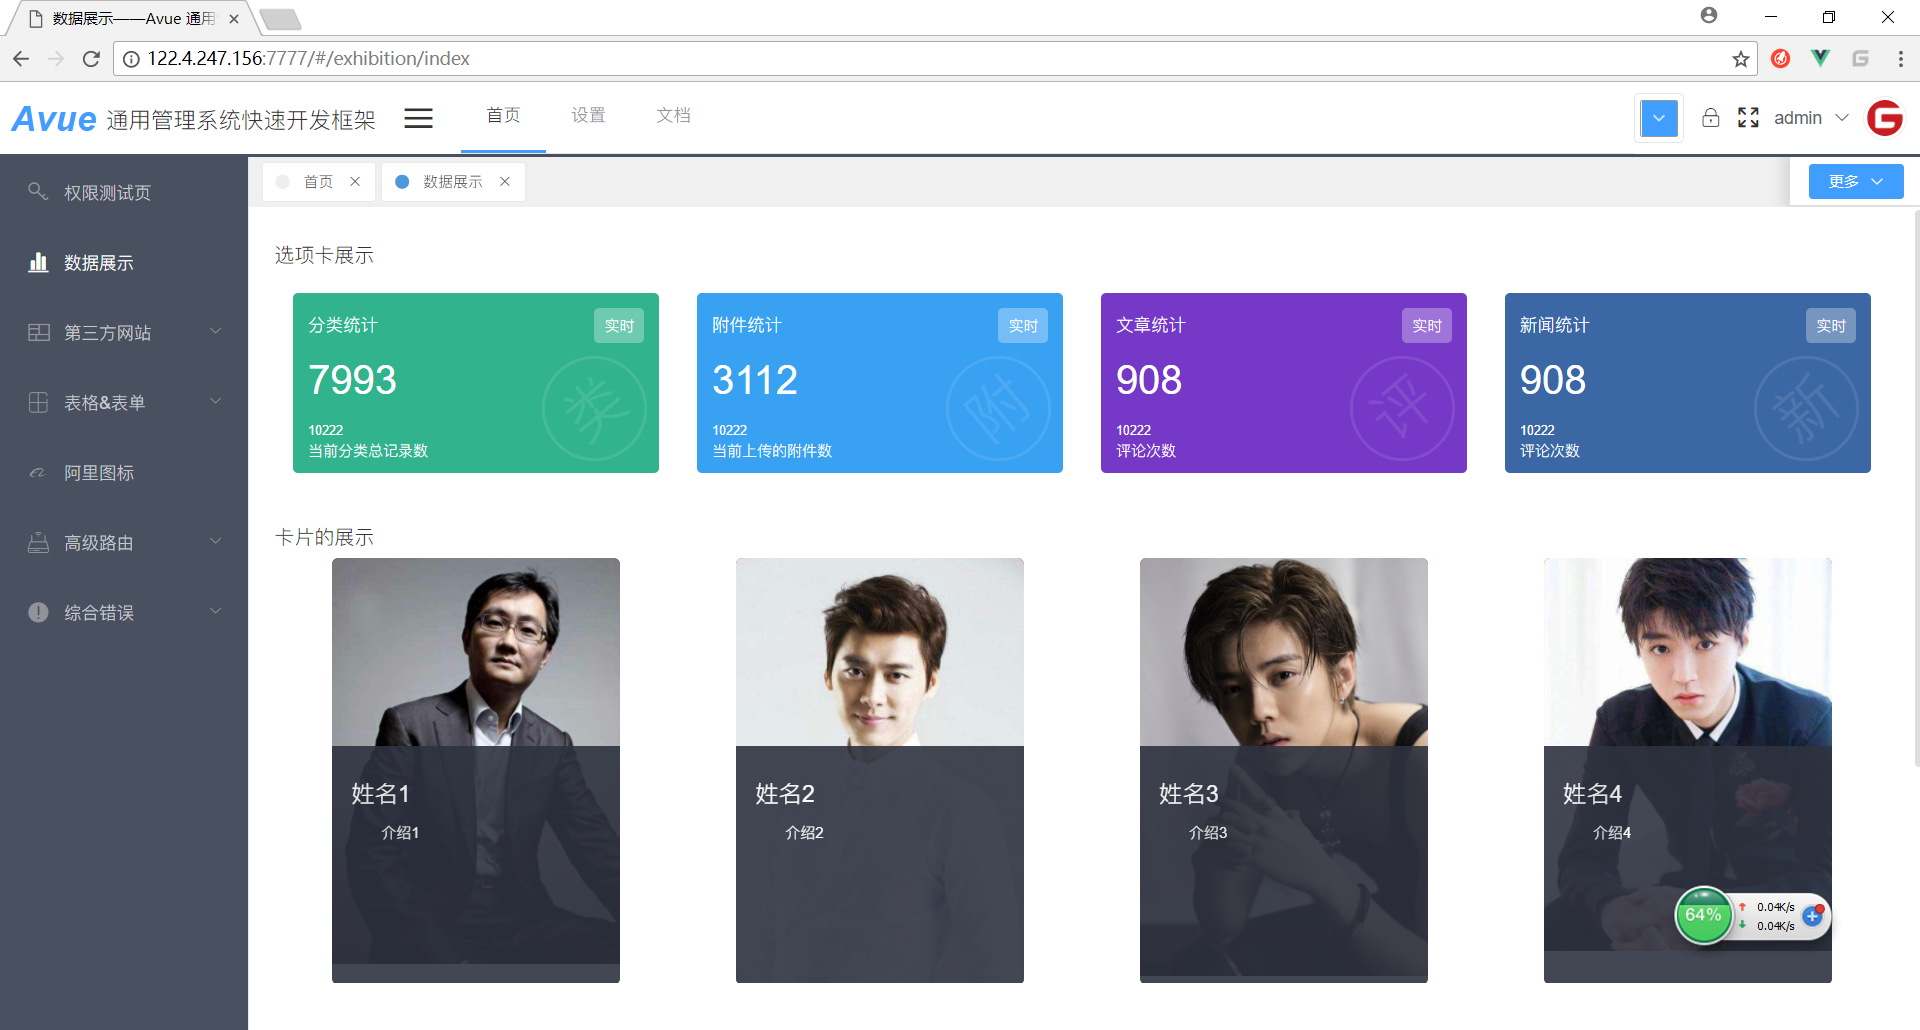 数据展示——Avue 通用
122.4.247.156:7777/#/exhibition/index
Avue 通用管理系统快速开发框架
首页
设置
文档
admin
G
权限测试页
数据展示
第三方网站
表格&表单
阿里图标
高级路由
综合错误
首页
数据展示
更多
选项卡展示
分类统计
实时
7993
10222
当前分类总记录数
类
附件统计
实时
3112
10222
当前上传的附件数
附
文章统计
实时
908
10222
评论次数
评
新闻统计
实时
908
10222
评论次数
新
卡片的展示
姓名1
介绍1
姓名2
介绍2
姓名3
介绍3
姓名4
介绍4
64%
0.04K/s
0.04K/s